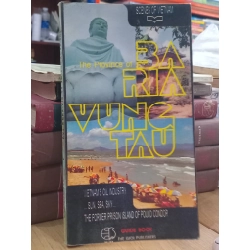 SCENES OF VIETNAM
The Province of
BA
RIA
VUNG
TAU
VIETNAM'S OIL INDUSTRY
SUN, SEA, SKY
THE FORMER PRISON ISLAND OF POULO CONDOR